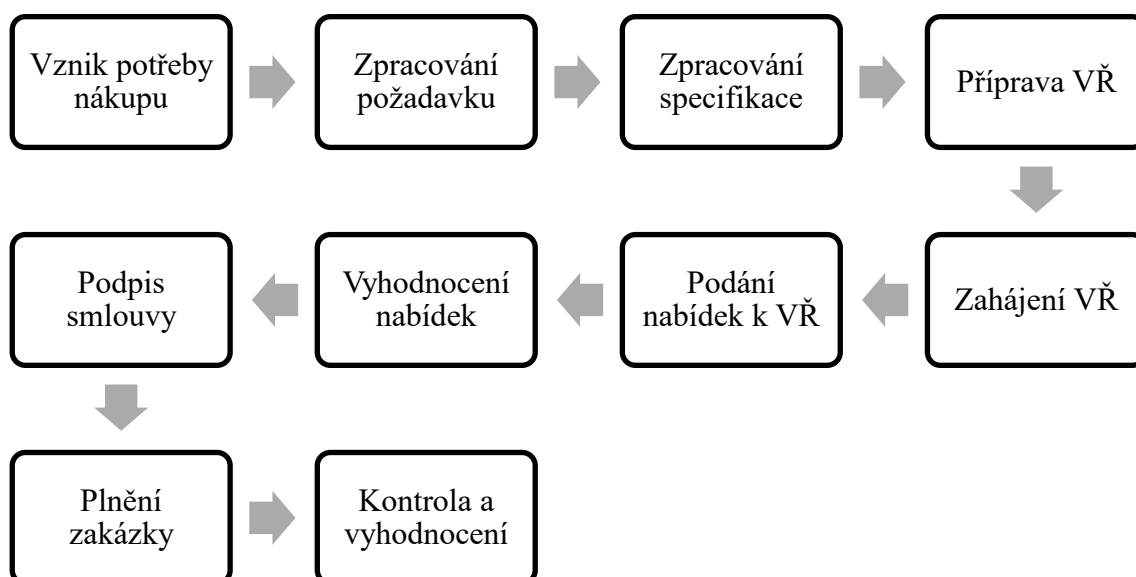 Vznik potřeby
nákupu
Zpracování
požadavku
Zpracování
specifikace
Příprava VŘ
Zahájení VŘ
Podání
nabídek k VŘ
Vyhodnocení
nabídek
Podpis
smlouvy
Plnění
zakázky
Kontrola a
vyhodnocení